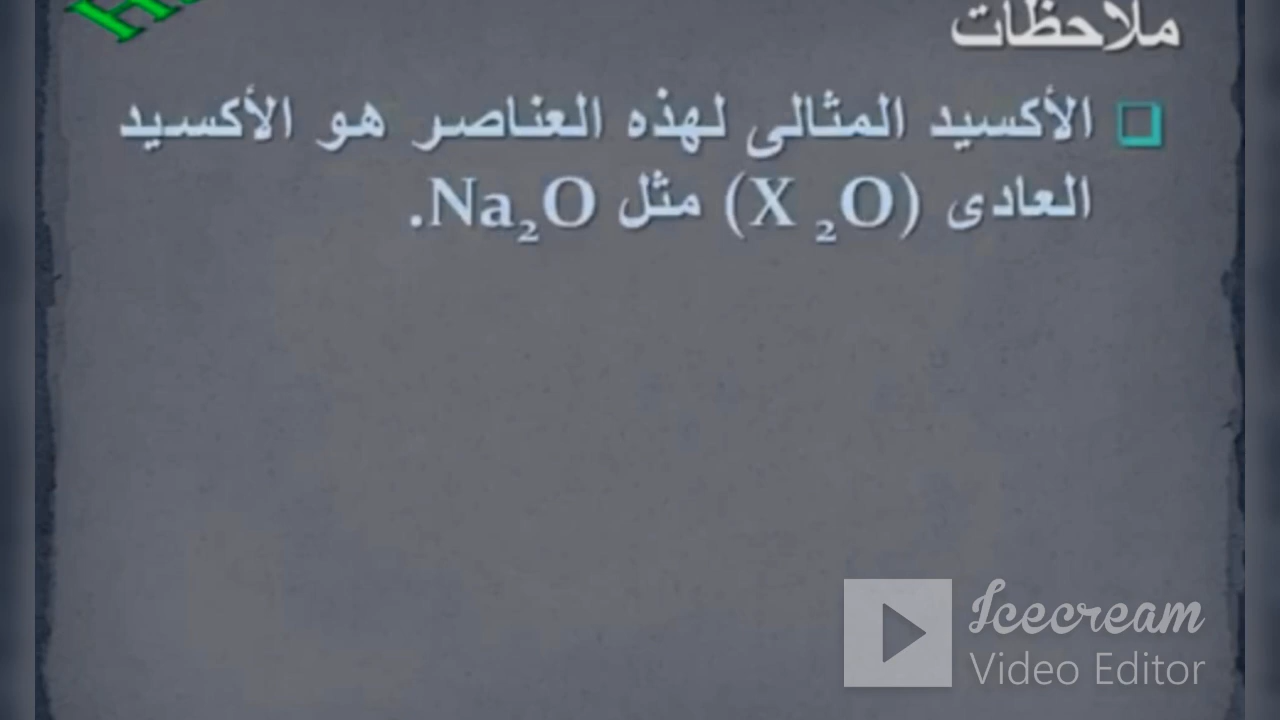 ملاحظات
الأكسيد المثالى لهذه العناصر هو الأكسيد
العادى (X ₂O) مثل Na₂O.
Icecream
Video Editor